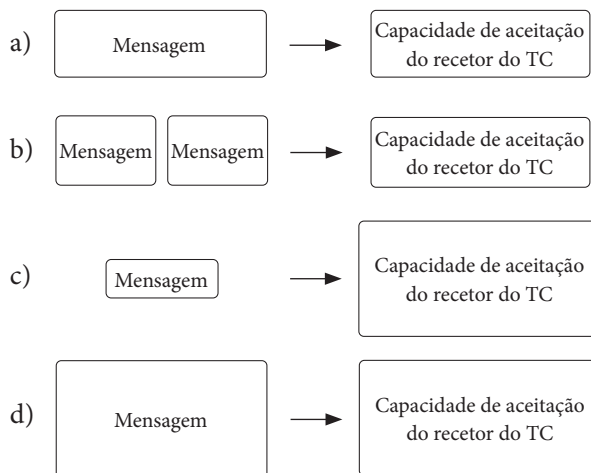 a)
Mensagem
Capacidade de aceitação
do recetor do TC
b)
Mensagem
Mensagem
Capacidade de aceitação
do recetor do TC
c)
Mensagem
Capacidade de aceitação
do recetor do TC
d)
Mensagem
Capacidade de aceitação
do recetor do TC